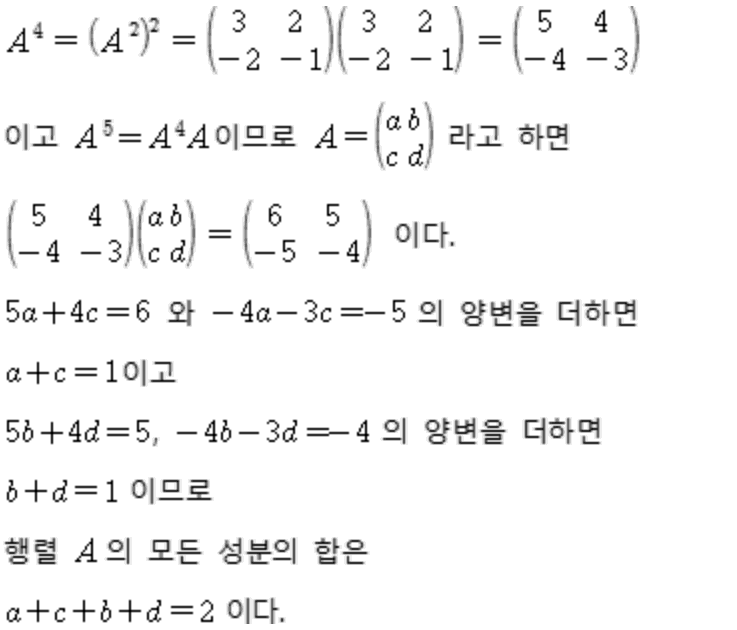 A⁴ = (A²)² = (3 2 / -2 -1)(3 2 / -2 -1) = (5 4 / -4 -3)
이고 A⁵ = A⁴A이므로 A = (a b / c d) 라고 하면
(5 4 / -4 -3)(a b / c d) = (6 5 / -5 -4) 이다.
5a+4c=6 와 -4a-3c=-5 의 양변을 더하면
a+c=1이고
5b+4d=5, -4b-3d=-4 의 양변을 더하면
b+d=1 이므로
행렬 A의 모든 성분의 합은
a+c+b+d=2 이다.